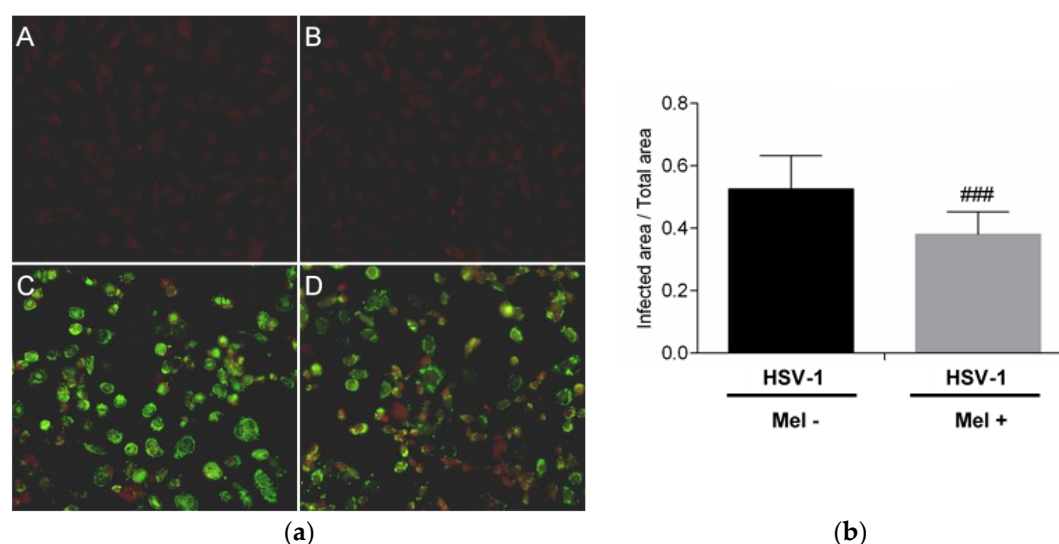 A
B
C
D
(a)
Infected area / Total area
0.8
0.6
0.4
0.2
0.0
###
HSV-1
HSV-1
Mel -
Mel +
(b)